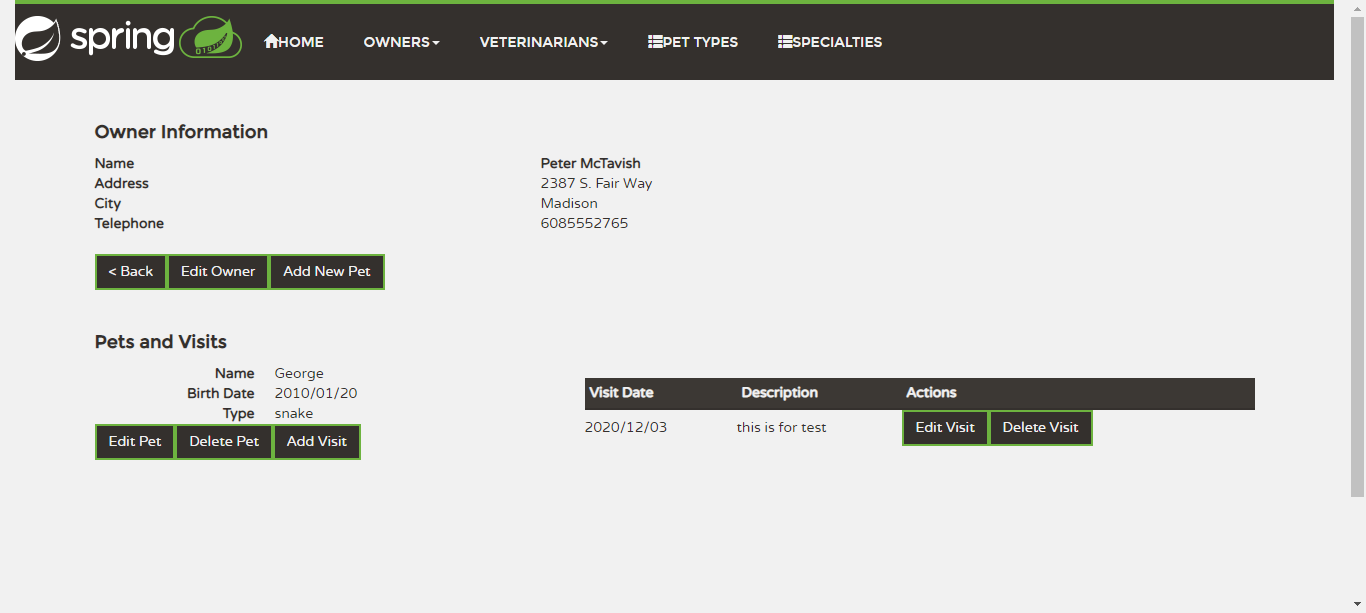 spring HOME OWNERS VETERINARIANS PET TYPES SPECIALTIES
Owner Information
Name Peter McTavish
Address 2387 S. Fair Way
City Madison
Telephone 6085552765
< Back Edit Owner Add New Pet
Pets and Visits
Name George
Birth Date 2010/01/20
Type snake
Edit Pet Delete Pet Add Visit
Visit Date Description Actions
2020/12/03 this is for test Edit Visit Delete Visit